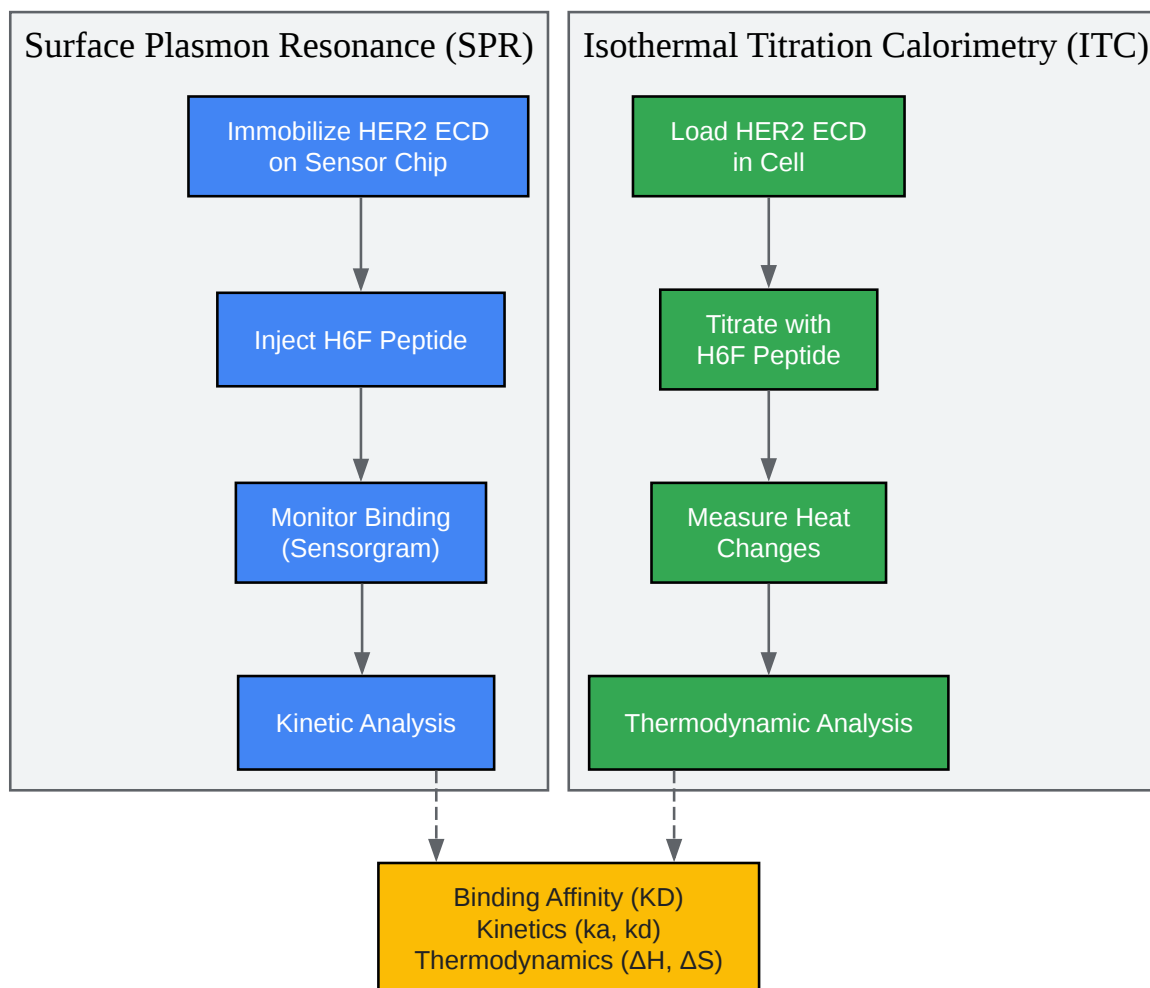 Surface Plasmon Resonance (SPR)
Immobilize HER2 ECD
on Sensor Chip
Inject H6F Peptide
Monitor Binding
(Sensorgram)
Kinetic Analysis
Isothermal Titration Calorimetry (ITC)
Load HER2 ECD
in Cell
Titrate with
H6F Peptide
Measure Heat
Changes
Thermodynamic Analysis
Binding Affinity (KD)
Kinetics (ka, kd)
Thermodynamics (ΔH, ΔS)